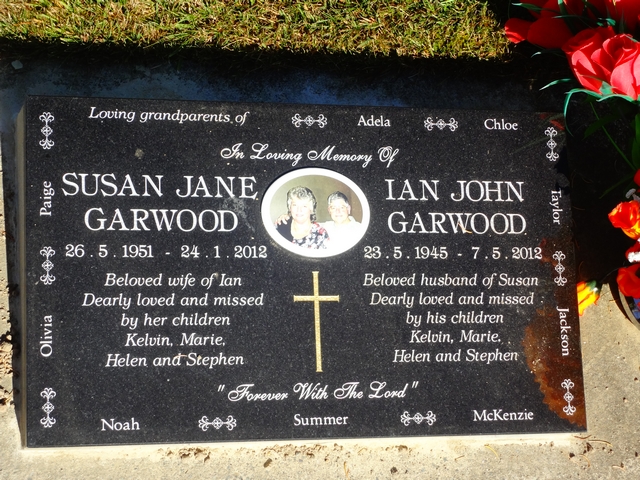 Loving grandparents of Adela Chloe
In Loving Memory Of
SUSAN JANE
GARWOOD
26 . 5 . 1951 - 24 . 1 . 2012
Beloved wife of Ian
Dearly loved and missed
by her children
Kelvin, Marie,
Helen and Stephen
IAN JOHN
GARWOOD
23 . 5 . 1945 - 7 . 5 . 2012
Beloved husband of Susan
Dearly loved and missed
by his children
Kelvin, Marie,
Helen and Stephen
"Forever With The Lord"
Paige
Olivia
Taylor
Jackson
Noah Summer McKenzie